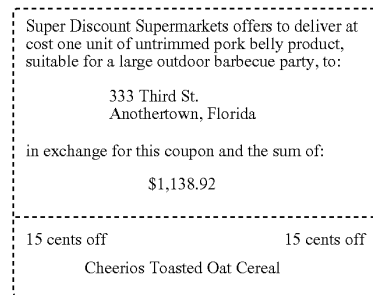 Super Discount Supermarkets offers to deliver at
cost one unit of untrimmed pork belly product,
suitable for a large outdoor barbecue party, to:
333 Third St.
Anothertown, Florida
in exchange for this coupon and the sum of:
$1,138.92
15 cents off 15 cents off
Cheerios Toasted Oat Cereal